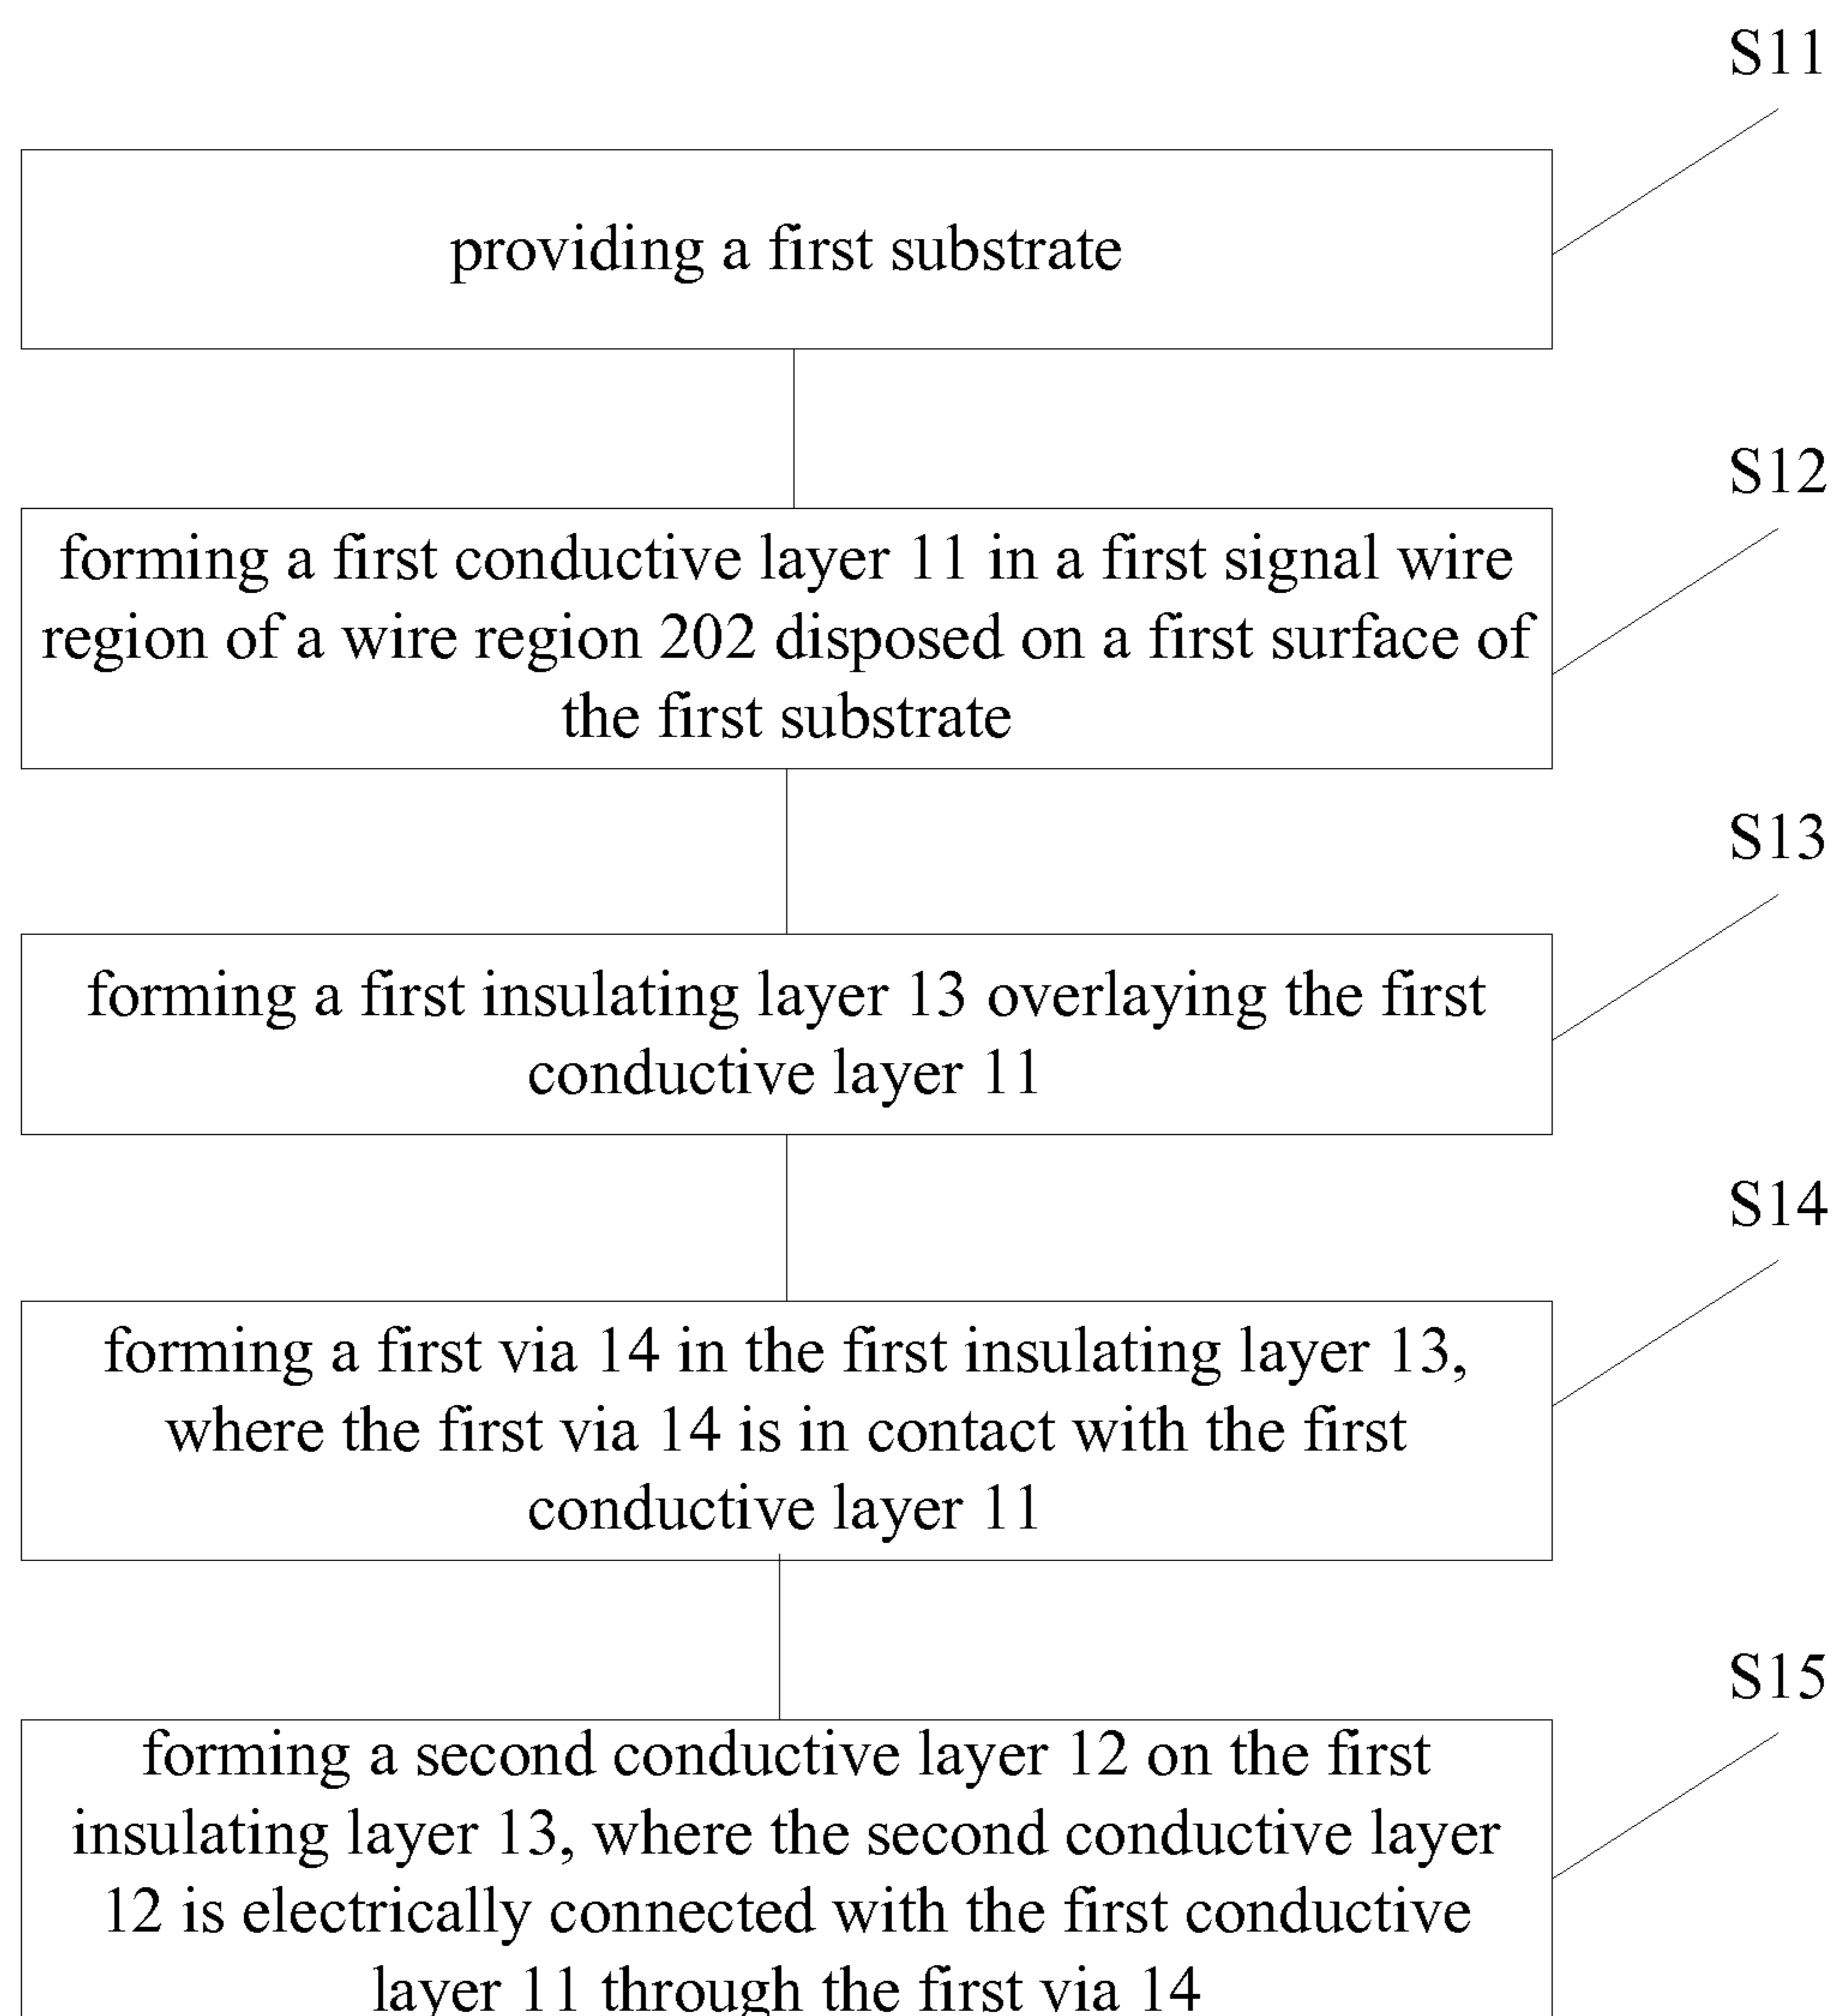 S11
providing a first substrate
S12
forming a first conductive layer 11 in a first signal wire
region of a wire region 202 disposed on a first surface of
the first substrate
S13
forming a first insulating layer 13 overlaying the first
conductive layer 11
S14
forming a first via 14 in the first insulating layer 13,
where the first via 14 is in contact with the first
conductive layer 11
S15
forming a second conductive layer 12 on the first
insulating layer 13, where the second conductive layer
12 is electrically connected with the first conductive
layer 11 through the first via 14